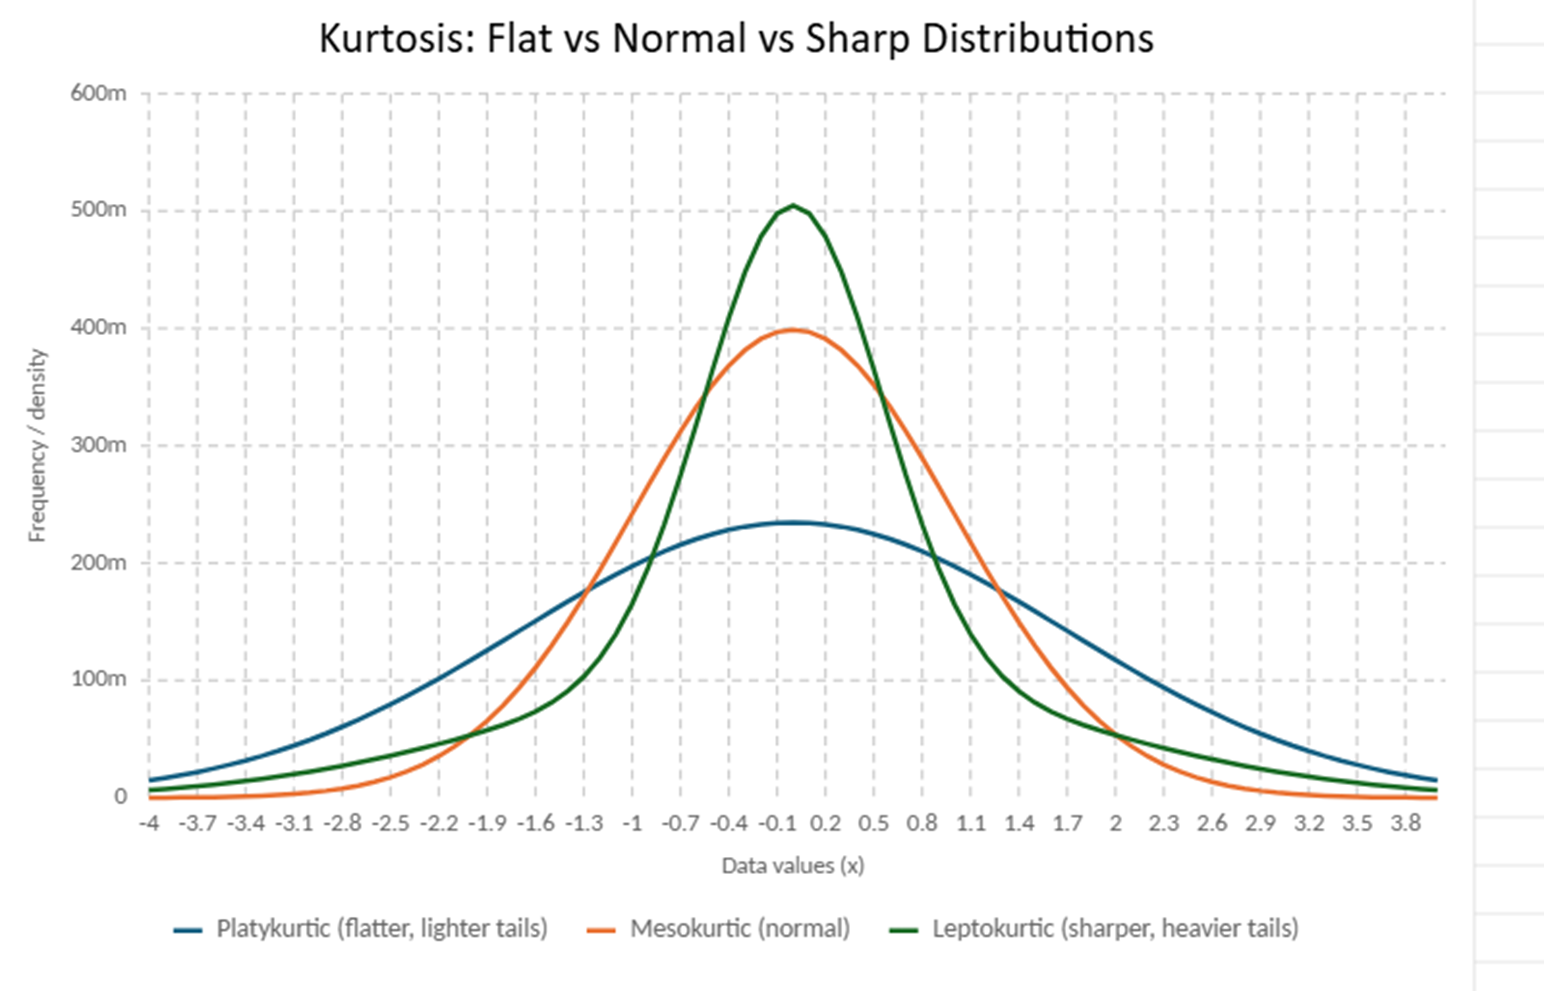 Kurtosis: Flat vs Normal vs Sharp Distributions
600m
500m
400m
300m
200m
100m
0
Frequency / density
-4 -3.7 -3.4 -3.1 -2.8 -2.5 -2.2 -1.9 -1.6 -1.3 -1 -0.7 -0.4 -0.1 0.2 0.5 0.8 1.1 1.4 1.7 2 2.3 2.6 2.9 3.2 3.5 3.8
Data values (x)
Platykurtic (flatter, lighter tails) Mesokurtic (normal) Leptokurtic (sharper, heavier tails)